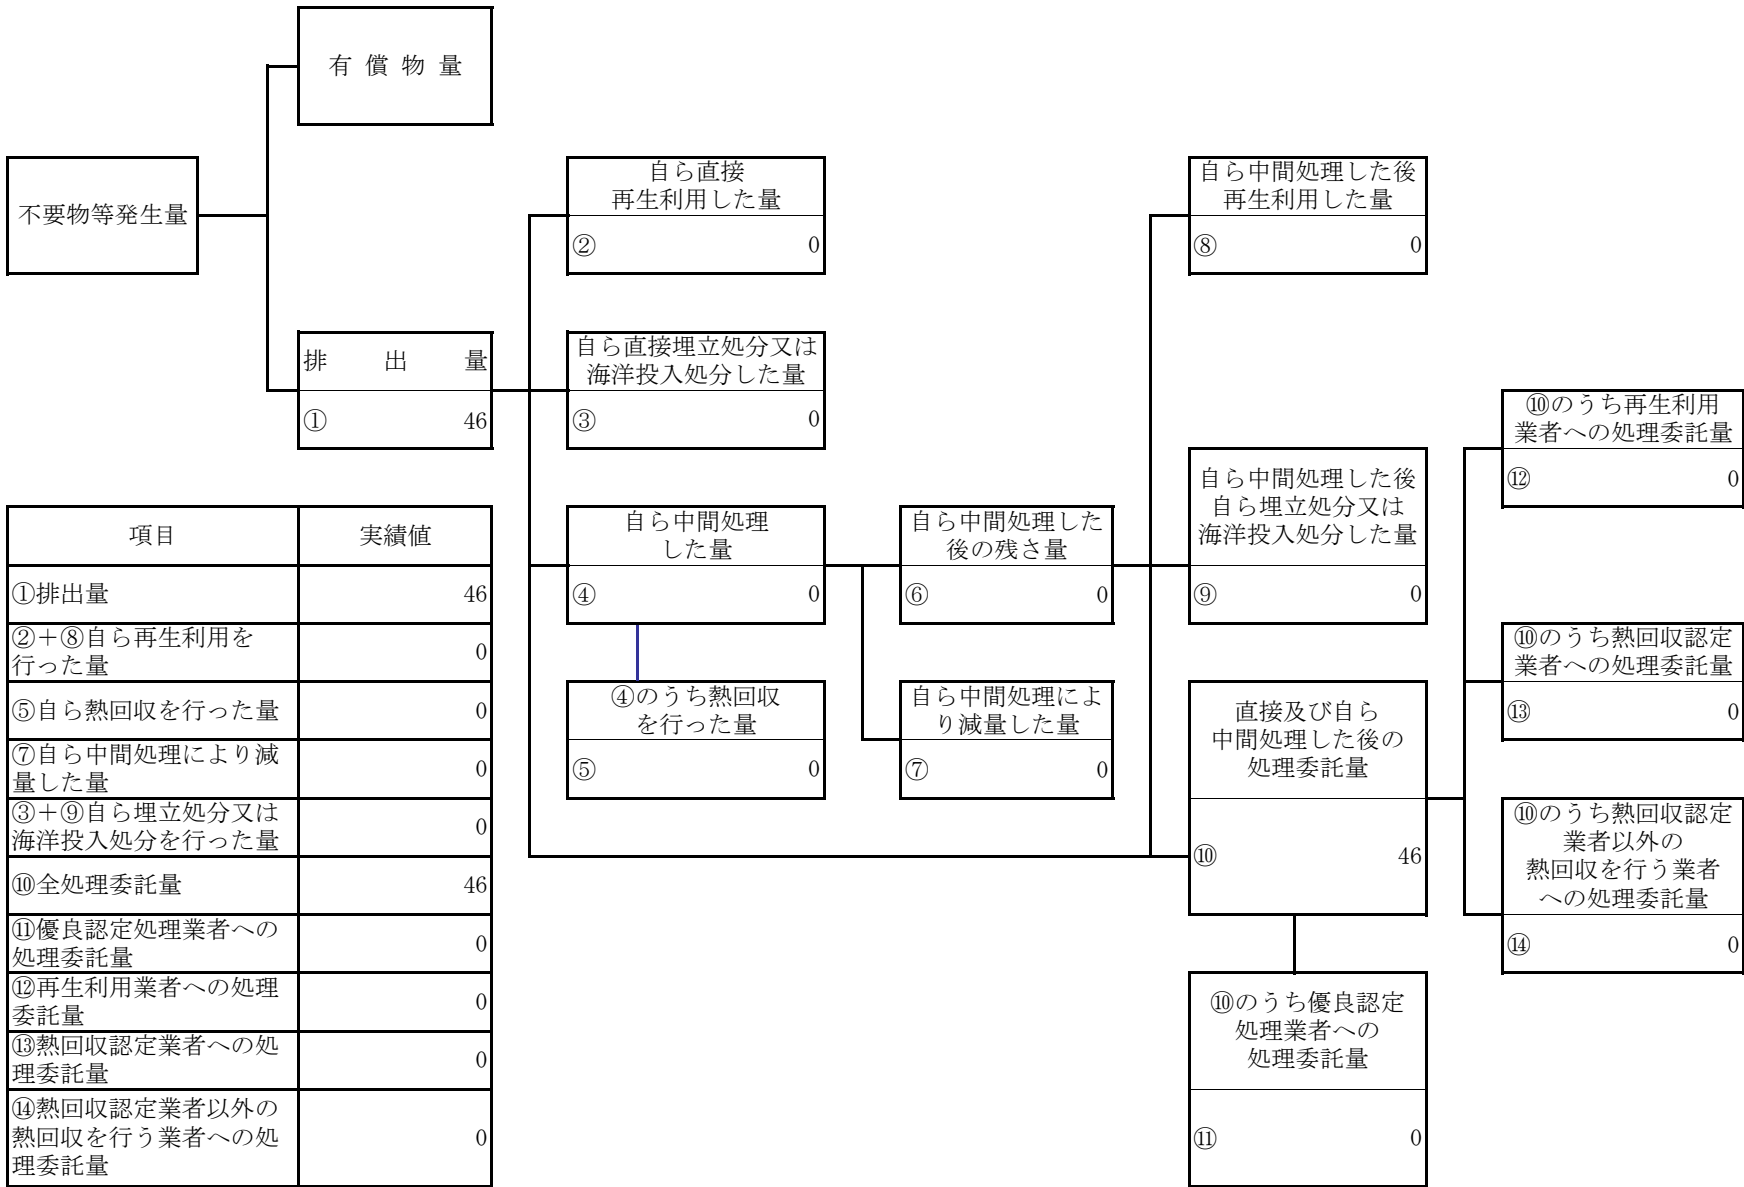 有償物量
不要物等発生量
自ら直接
再生利用した量
② 0
自ら中間処理した後
再生利用した量
⑧ 0
排出量
① 46
自ら直接埋立処分又は
海洋投入処分した量
③ 0
⑩のうち再生利用
業者への処理委託量
⑫ 0
自ら中間処理した後
自ら埋立処分又は
海洋投入処分した量
⑨ 0
自ら中間処理
した量
④ 0
自ら中間処理した
後の残さ量
⑥ 0
④のうち熱回収
を行った量
⑤ 0
自ら中間処理によ
り減量した量
⑦ 0
直接及び自ら
中間処理した後の
処理委託量
⑩ 46
⑩のうち熱回収認定
業者への処理委託量
⑬ 0
⑩のうち熱回収認定
業者以外の
熱回収を行う業者
への処理委託量
⑭ 0
⑩のうち優良認定
処理業者への
処理委託量
⑪ 0
項目 実績値
①排出量 46
②+⑧自ら再生利用を
行った量 0
⑤自ら熱回収を行った量 0
⑦自ら中間処理により減
量した量 0
③+⑨自ら埋立処分又は
海洋投入処分を行った量 0
⑩全処理委託量 46
⑪優良認定処理業者への
処理委託量 0
⑫再生利用業者への処理
委託量 0
⑬熱回収認定業者への処
理委託量 0
⑭熱回収認定業者以外の
熱回収を行う業者への処
理委託量 0